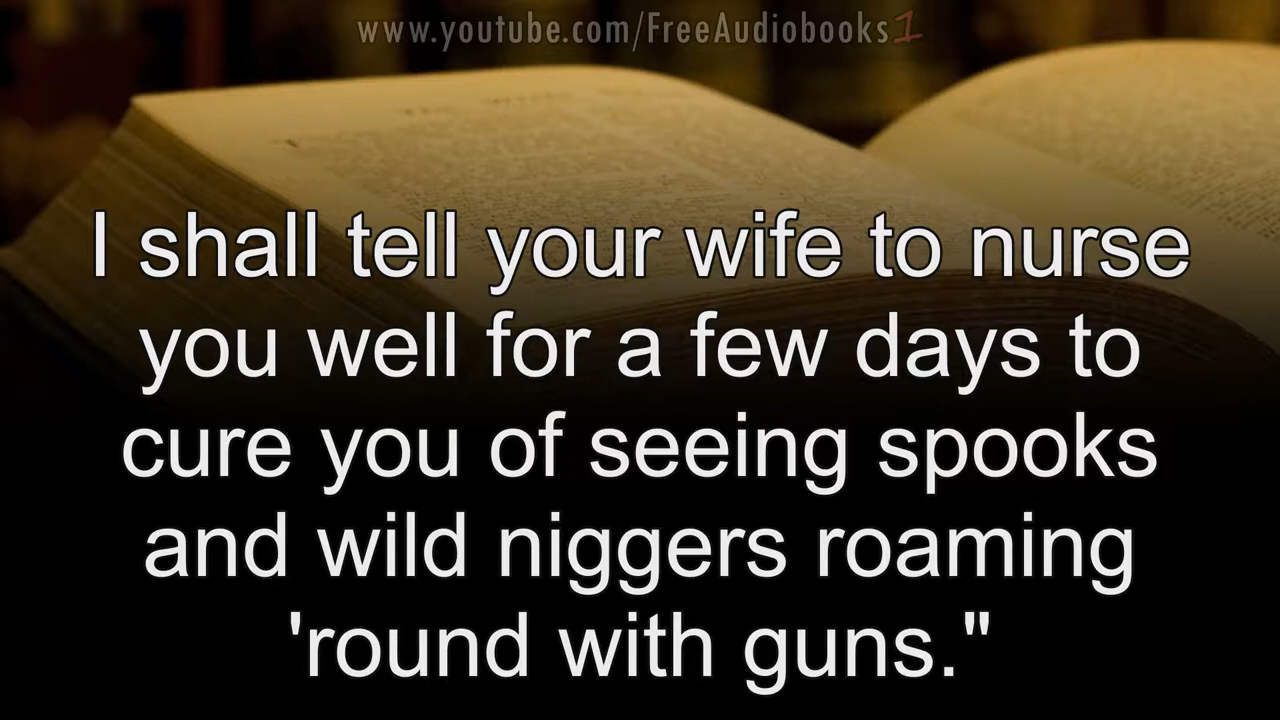 www.youtube.com/FreeAudiobooks1
I shall tell your wife to nurse
you well for a few days to
cure you of seeing spooks
and wild niggers roaming
'round with guns."